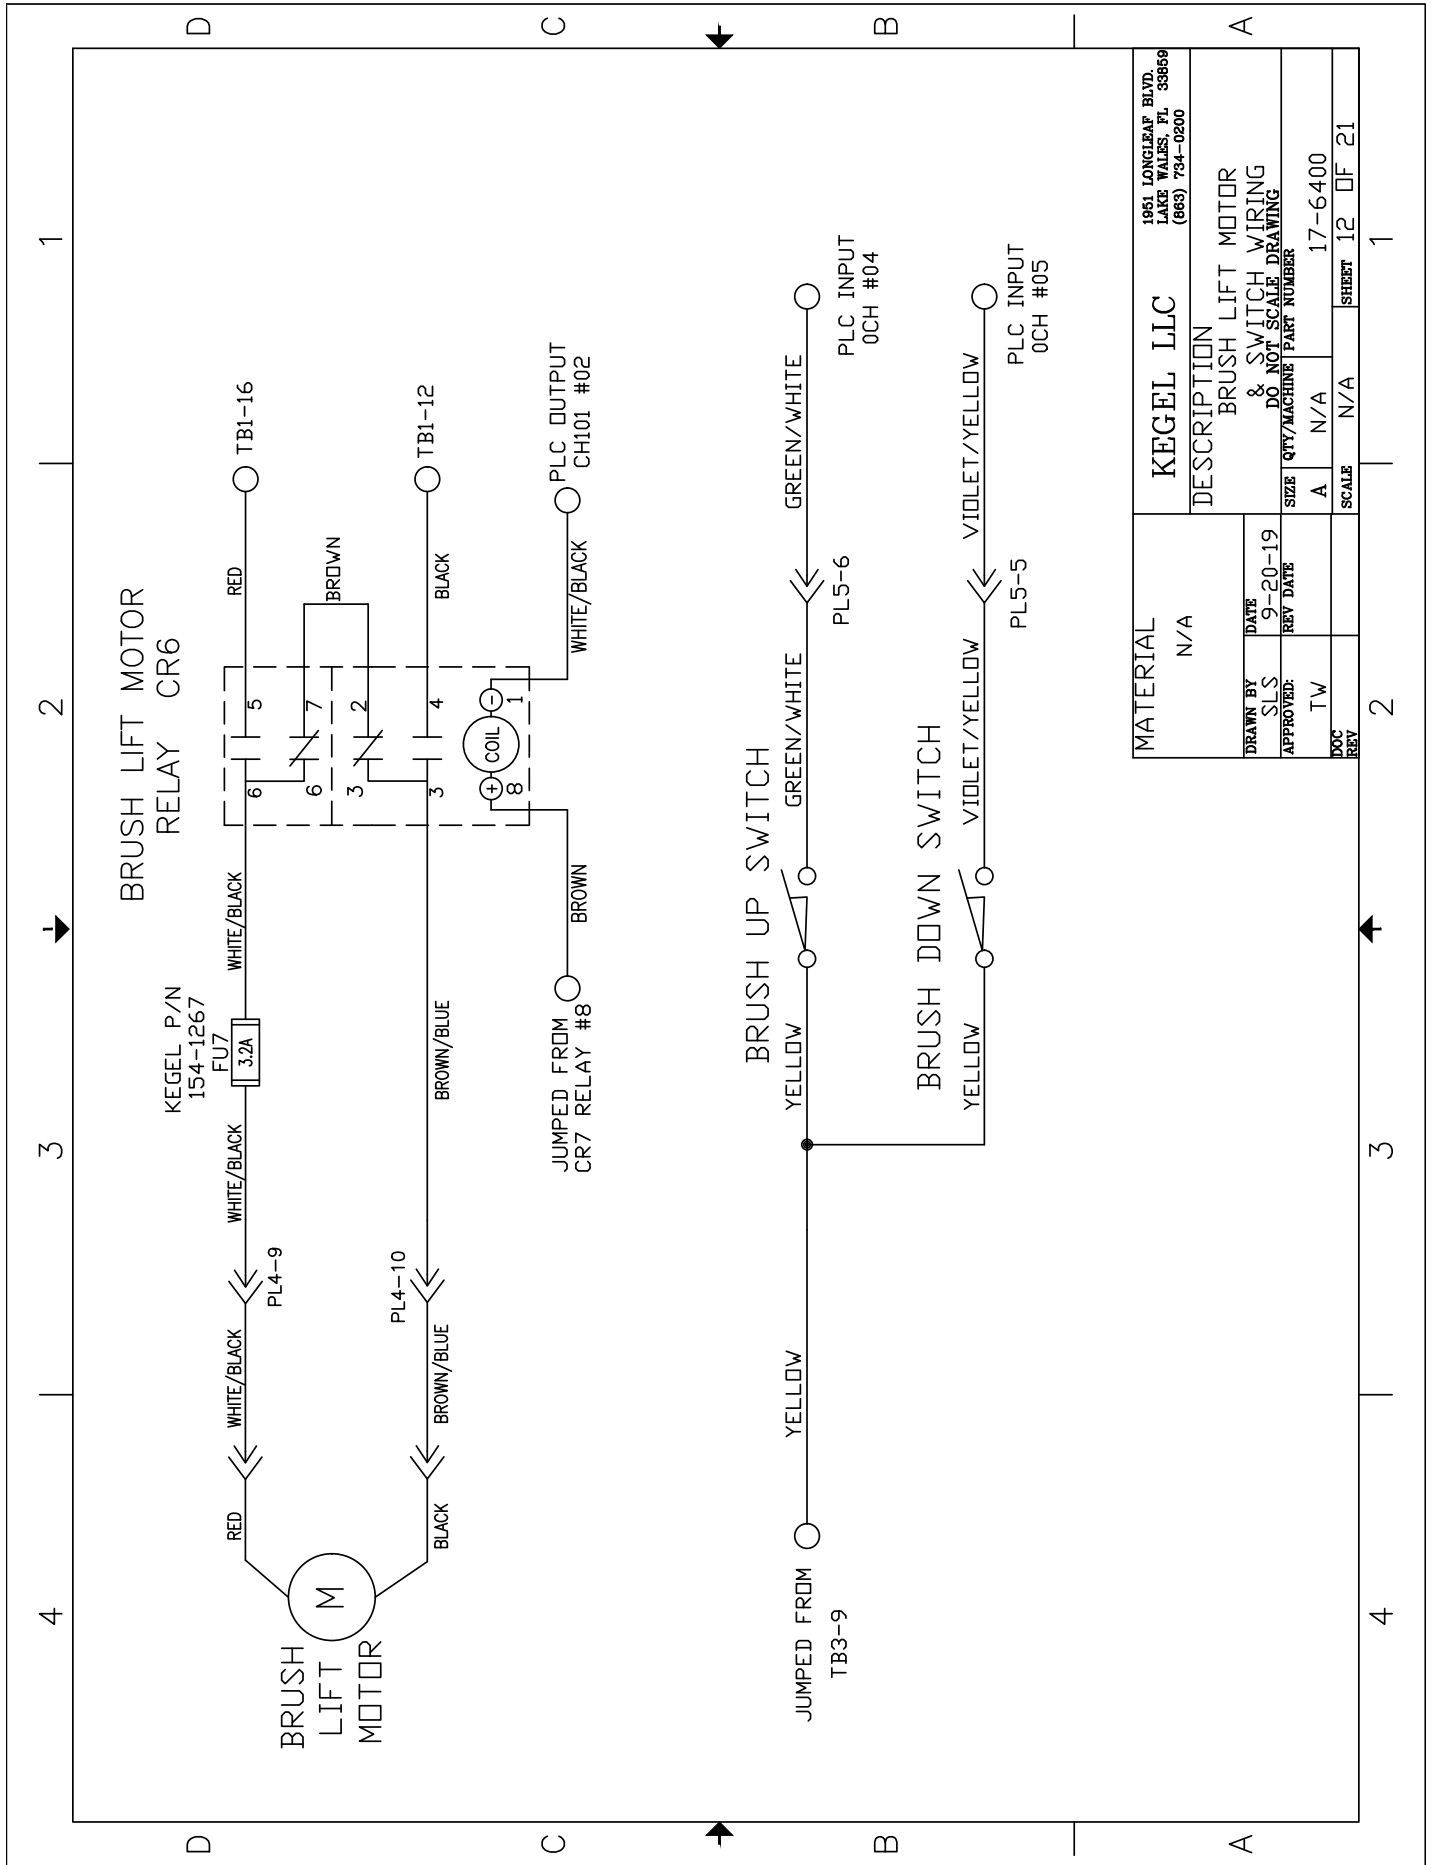 D
C
B
A
1
2
3
4
BRUSH LIFT MOTOR
RELAY CR6
KEGEL P/N
154-1267
FU7
3.2A
RED
WHITE/BLACK
PL4-9
WHITE/BLACK
WHITE/BLACK
6
5
RED
TB1-16
6
7
BROWN
3
2
BRUSH
LIFT
MOTOR
M
BLACK
BROWN/BLUE
PL4-10
BROWN/BLUE
3
4
BLACK
TB1-12
+
8
COIL
-
1
BROWN
JUMPED FROM
CR7 RELAY #8
WHITE/BLACK
PLC OUTPUT
CH101 #02
BRUSH UP SWITCH
JUMPED FROM
TB3-9
YELLOW
YELLOW
GREEN/WHITE
PL5-6
GREEN/WHITE
PLC INPUT
0CH #04
BRUSH DOWN SWITCH
YELLOW
VIOLET/YELLOW
PL5-5
VIOLET/YELLOW
PLC INPUT
0CH #05
MATERIAL
N/A
DRAWN BY
SLS
DATE
9-20-19
APPROVED:
TW
REV DATE
DOC
REV
KEGEL LLC
1951 LONGLEAF BLVD.
LAKE WALES, FL 33859
(863) 734-0200
DESCRIPTION
BRUSH LIFT MOTOR
& SWITCH WIRING
DO NOT SCALE DRAWING
SIZE
A
QTY/MACHINE
N/A
PART NUMBER
17-6400
SCALE
N/A
SHEET 12 OF 21
D
C
B
A
1
2
3
4